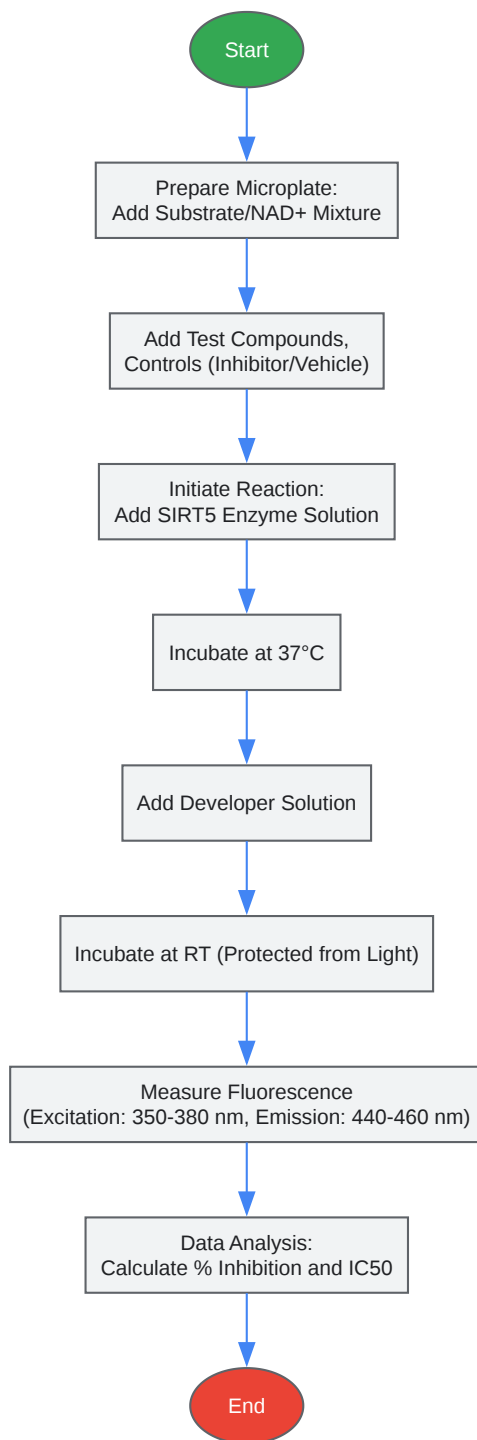 Start
Prepare Microplate:
Add Substrate/NAD+ Mixture
Add Test Compounds,
Controls (Inhibitor/Vehicle)
Initiate Reaction:
Add SIRT5 Enzyme Solution
Incubate at 37°C
Add Developer Solution
Incubate at RT (Protected from Light)
Measure Fluorescence
(Excitation: 350-380 nm, Emission: 440-460 nm)
Data Analysis:
Calculate % Inhibition and IC50
End